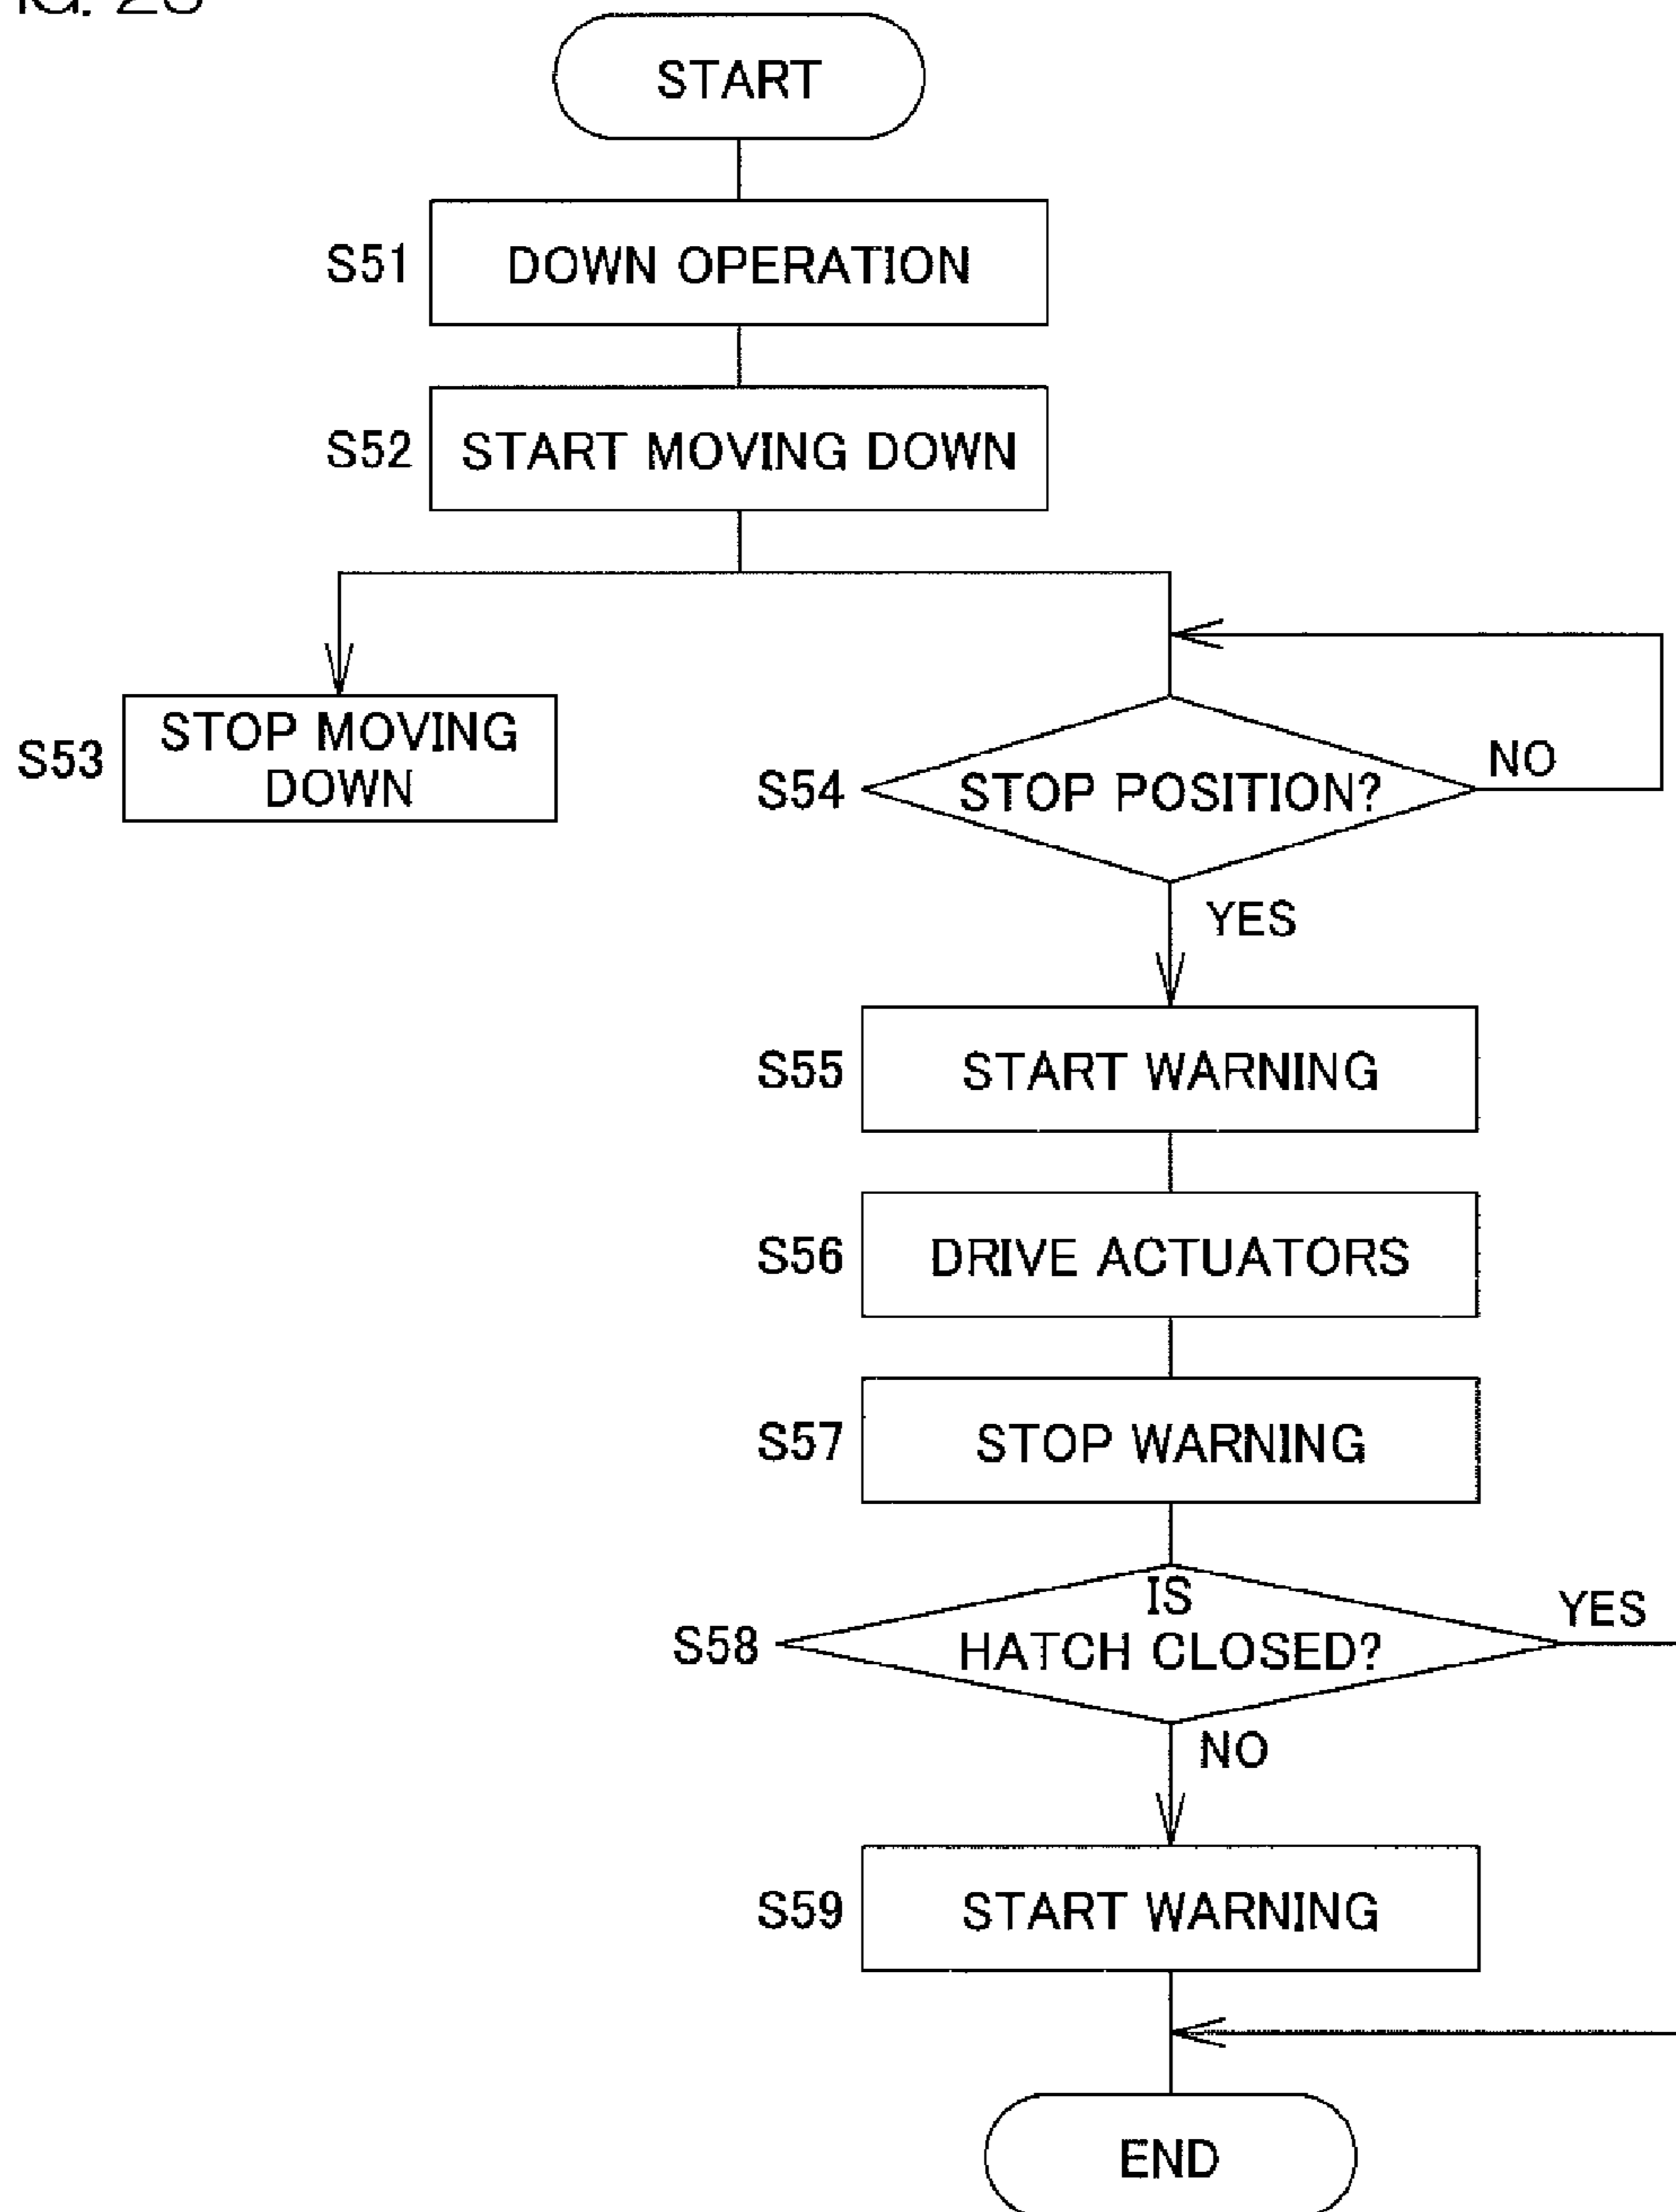 START
S51 DOWN OPERATION
S52 START MOVING DOWN
S53 STOP MOVING
DOWN
S54 STOP POSITION?
NO
YES
S55 START WARNING
S56 DRIVE ACTUATORS
S57 STOP WARNING
S58 IS
HATCH CLOSED?
YES
NO
S59 START WARNING
END